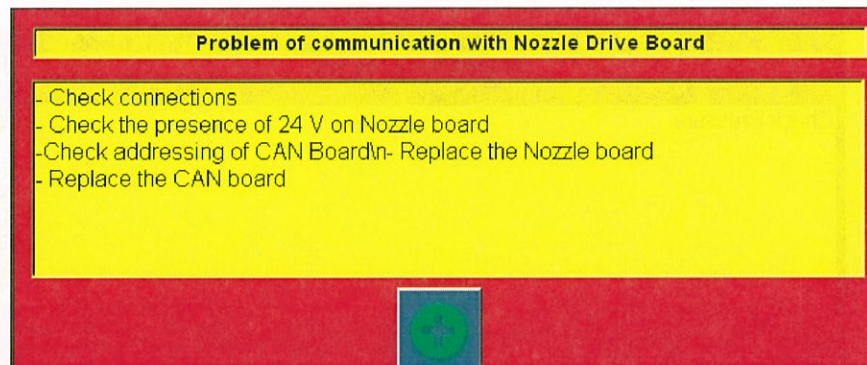 Problem of communication with Nozzle Drive Board
- Check connections
- Check the presence of 24 V on Nozzle board
-Check addressing of CAN Board\n- Replace the Nozzle board
- Replace the CAN board